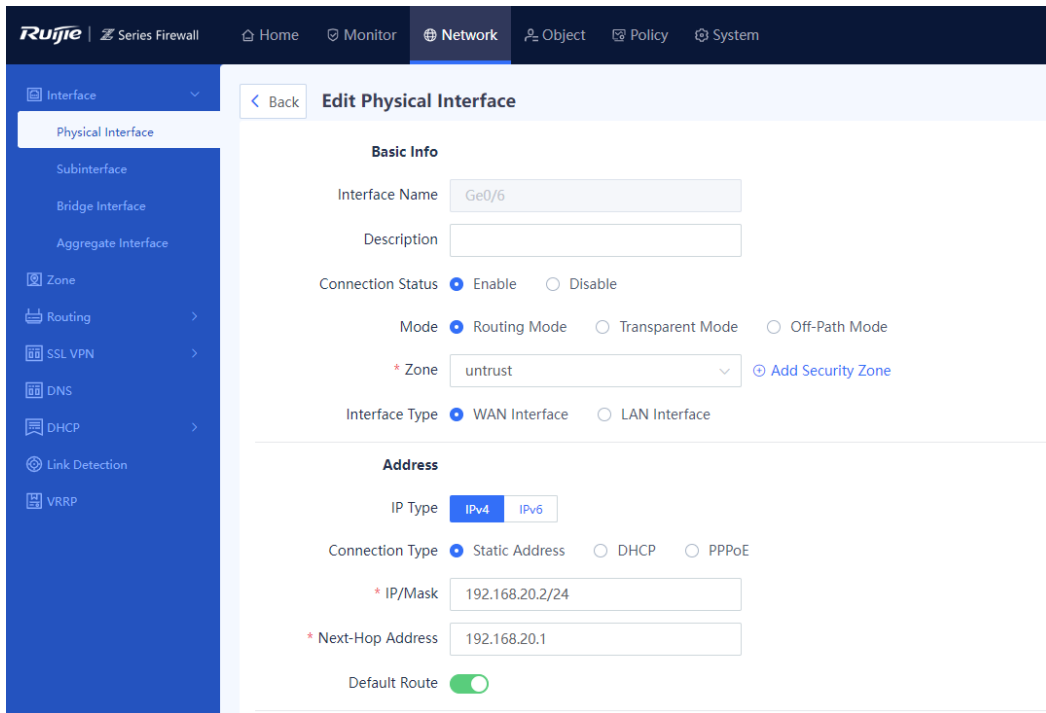 Ruijie | Z Series Firewall
Home
Monitor
Network
Object
Policy
System
Interface
Physical Interface
Subinterface
Bridge Interface
Aggregate Interface
Zone
Routing
SSL VPN
DNS
DHCP
Link Detection
VRRP
Back
Edit Physical Interface
Basic Info
Interface Name Ge0/6
Description
Connection Status Enable Disable
Mode Routing Mode Transparent Mode Off-Path Mode
* Zone untrust Add Security Zone
Interface Type WAN Interface LAN Interface
Address
IP Type IPv4 IPv6
Connection Type Static Address DHCP PPPoE
* IP/Mask 192.168.20.2/24
* Next-Hop Address 192.168.20.1
Default Route